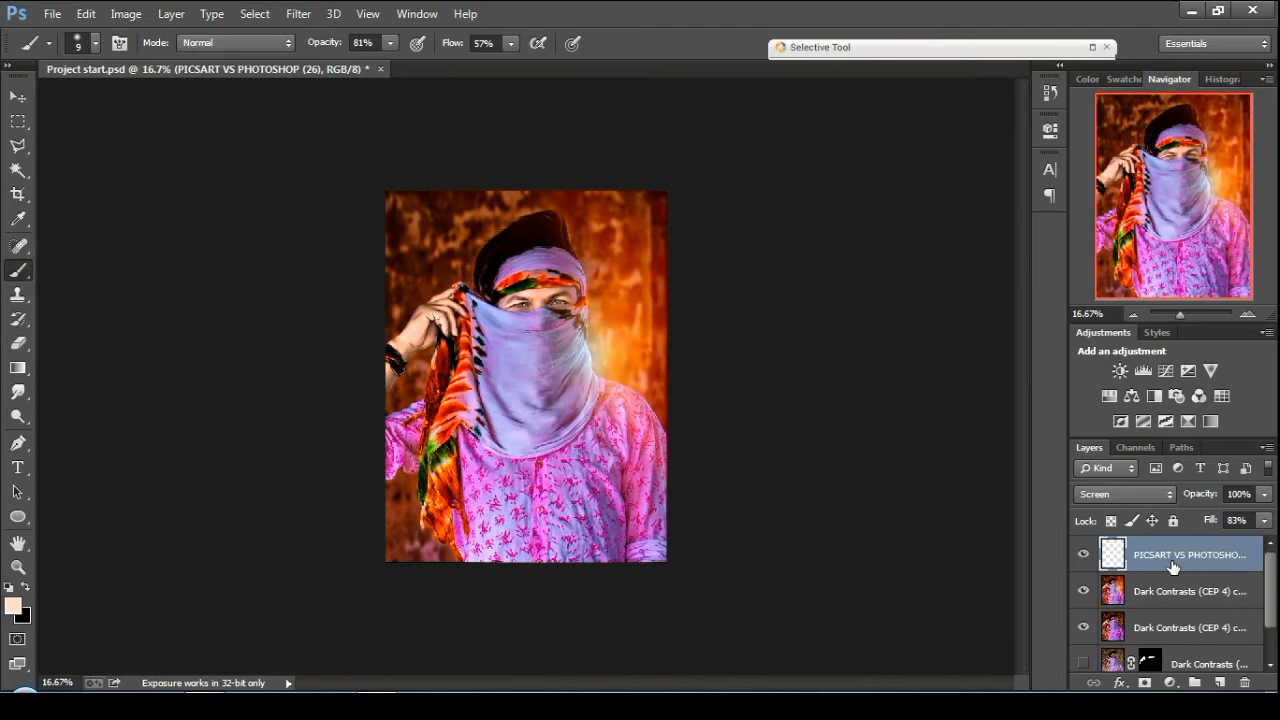 Ps File Edit Image Layer Type Select Filter 3D View Window Help
9 Mode: Normal Opacity: 81% Flow: 57% Selective Tool Essentials
Project start.psd @ 16.7% (PICSART VS PHOTOSHOP (26), RGB/8) *
Color Swatche Navigator Histogra
16.67%
Adjustments Styles
Add an adjustment
Layers Channels Paths
Kind
Screen Opacity: 100%
Lock: Fill: 83%
PICSART VS PHOTOSHO...
Dark Contrasts (CEP 4) c...
Dark Contrasts (CEP 4) c...
Dark Contrasts (...
16.67% Exposure works in 32-bit only